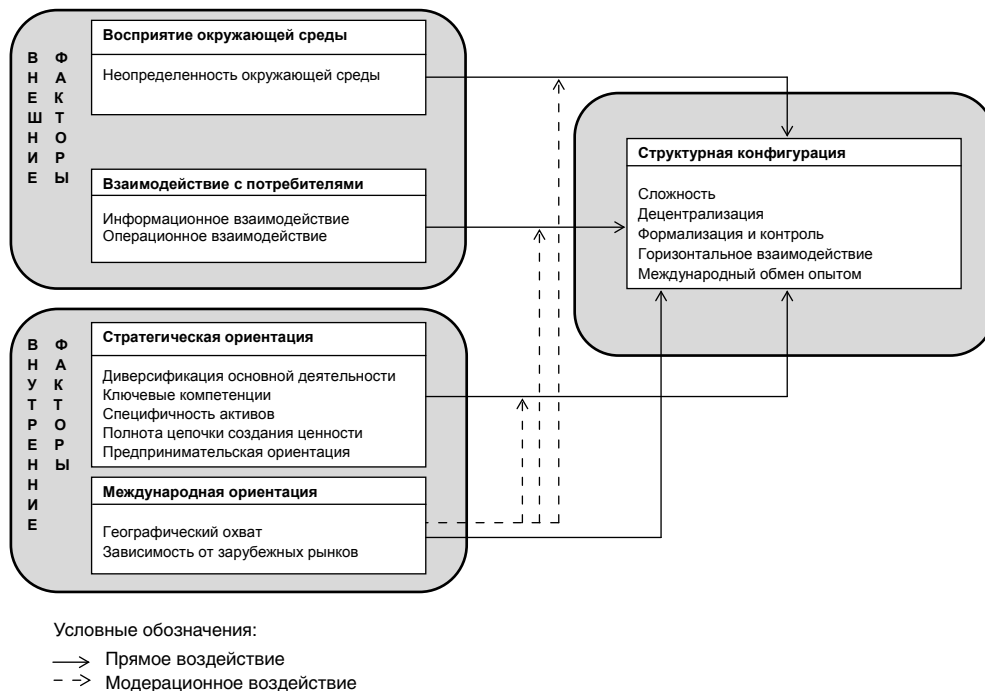 ВНЕШНИЕ
ФАКТОРЫ
Восприятие окружающей среды
Неопределенность окружающей среды
Взаимодействие с потребителями
Информационное взаимодействие
Операционное взаимодействие
Структурная конфигурация
Сложность
Децентрализация
Формализация и контроль
Горизонтальное взаимодействие
Международный обмен опытом
ВНУТРЕННИЕ
ФАКТОРЫ
Стратегическая ориентация
Диверсификация основной деятельности
Ключевые компетенции
Специфичность активов
Полнота цепочки создания ценности
Предпринимательская ориентация
Международная ориентация
Географический охват
Зависимость от зарубежных рынков
Условные обозначения:
Прямое воздействие
Модерационное воздействие